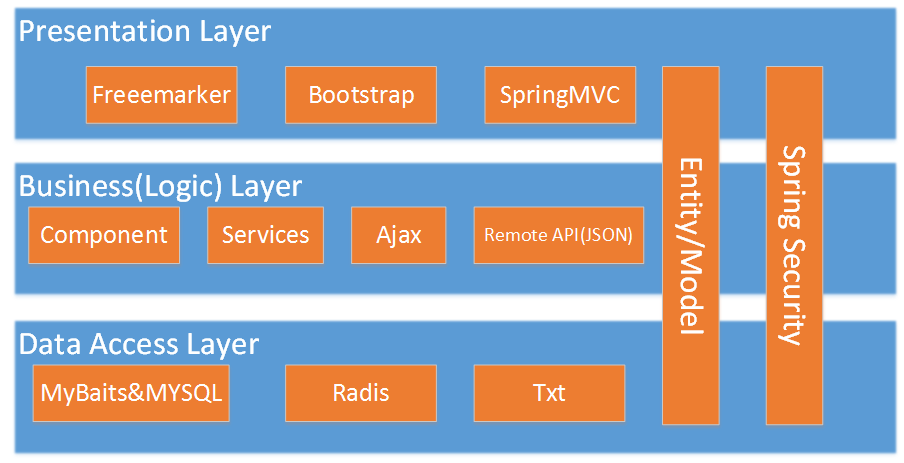 Presentation Layer
Freeemarker
Bootstrap
SpringMVC
Business(Logic) Layer
Component
Services
Ajax
Remote API(JSON)
Data Access Layer
MyBaits&MYSQL
Radis
Txt
Entity/Model
Spring Security